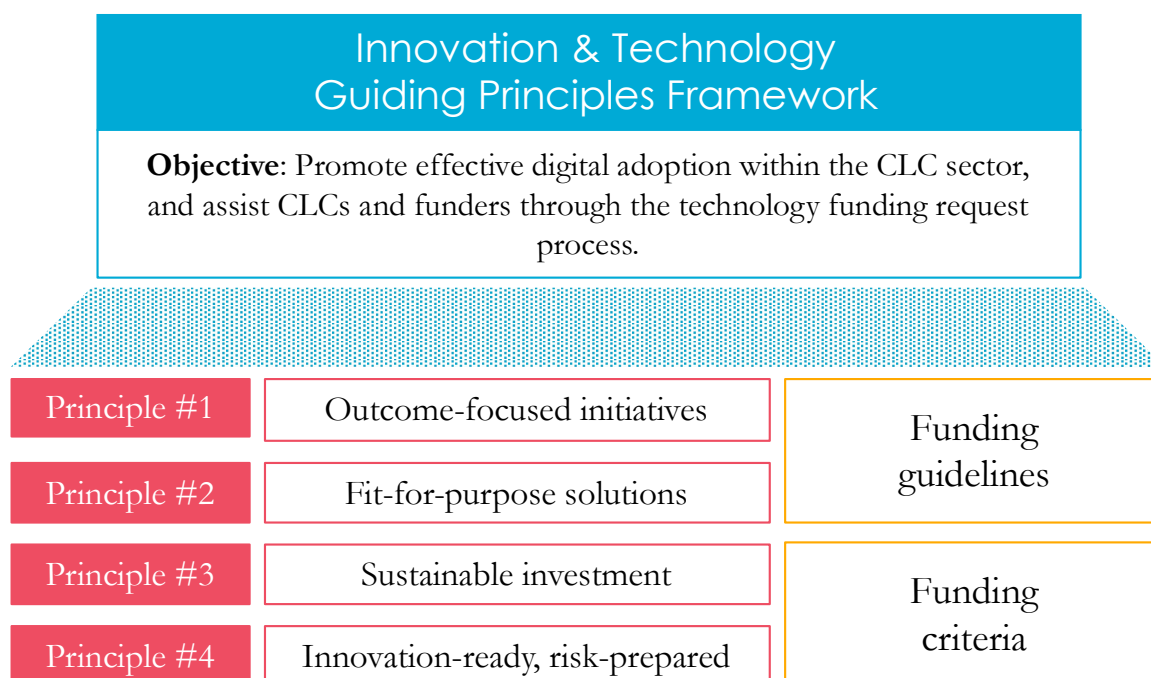 Innovation & Technology
Guiding Principles Framework
Objective: Promote effective digital adoption within the CLC sector,
and assist CLCs and funders through the technology funding request
process.
Principle #1
Outcome-focused initiatives
Funding
guidelines
Principle #2
Fit-for-purpose solutions
Principle #3
Sustainable investment
Funding
criteria
Principle #4
Innovation-ready, risk-prepared